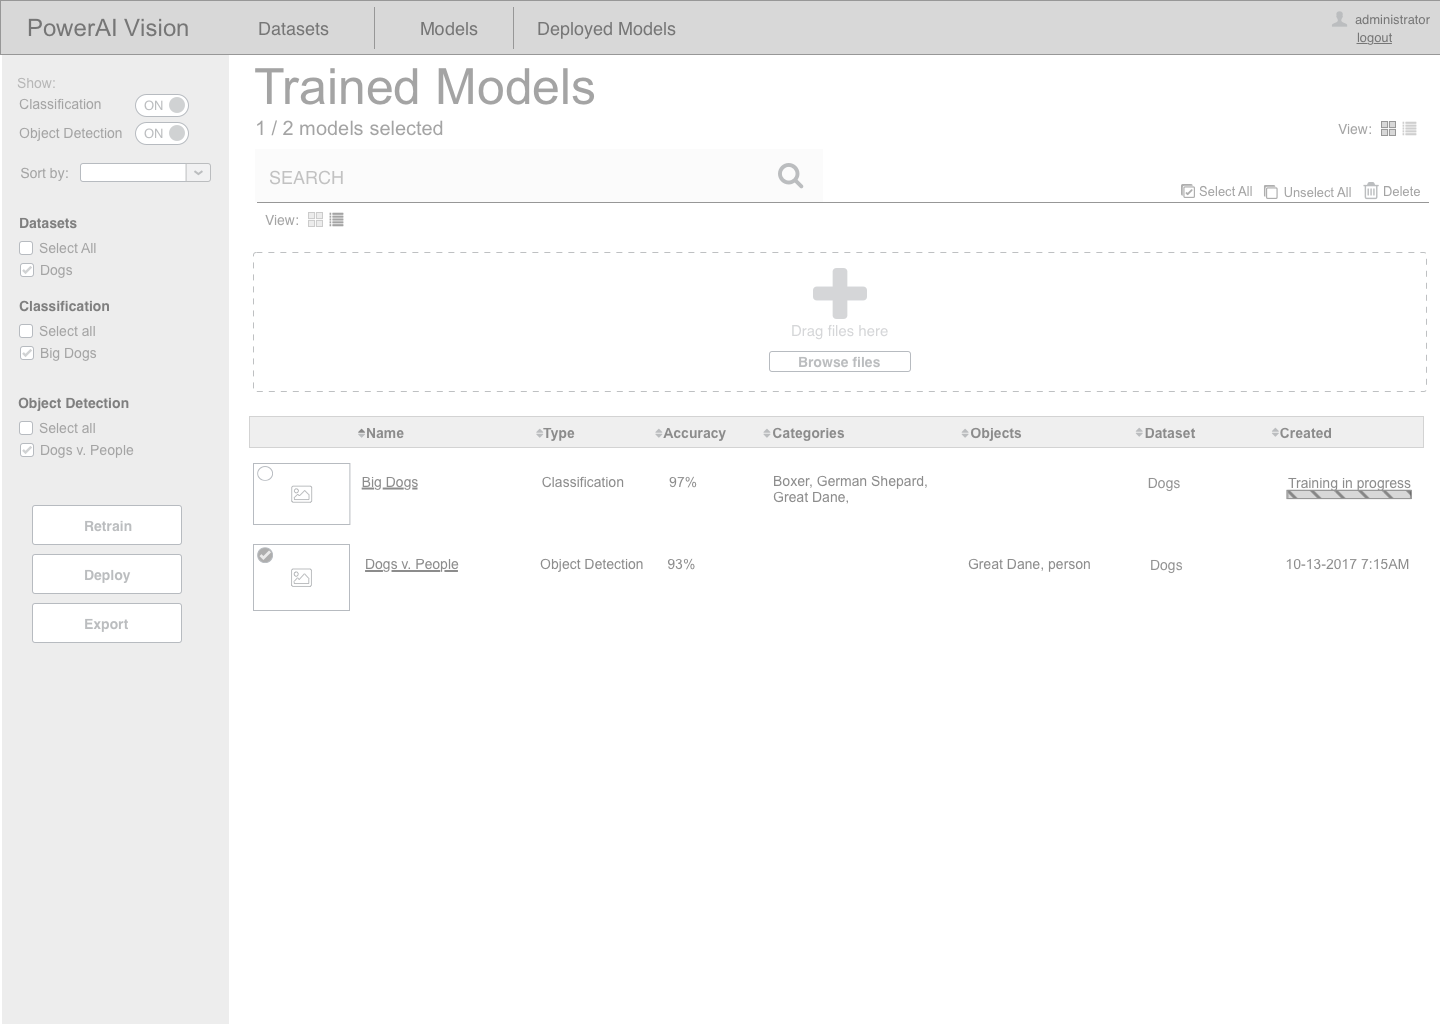 PowerAI Vision
Datasets
Models
Deployed Models
administrator
logout
Show:
Classification
ON
Object Detection
ON
Sort by:
Datasets
Select All
Dogs
Classification
Select all
Big Dogs
Object Detection
Select all
Dogs v. People
Retrain
Deploy
Export
Trained Models
1 / 2 models selected
View:
SEARCH
Select All
Unselect All
Delete
View:
Drag files here
Browse files
Name
Type
Accuracy
Categories
Objects
Dataset
Created
Big Dogs
Classification
97%
Boxer, German Shepard,
Great Dane,
Dogs
Training in progress
Dogs v. People
Object Detection
93%
Great Dane, person
Dogs
10-13-2017 7:15AM